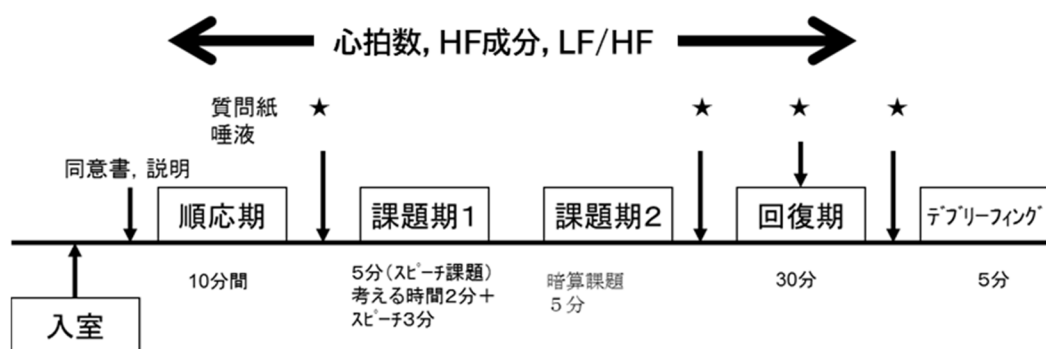 心拍数, HF成分, LF/HF
質問紙 ★ ★ ★ ★
唾液
同意書, 説明
順応期 課題期1 課題期2 回復期 ﾃﾞﾌﾞﾘｰﾌｨﾝｸﾞ
10分間 5分(ｽﾋﾟｰﾁ課題) 暗算課題 30分 5分
考える時間2分＋ 5分
ｽﾋﾟｰﾁ3分
入室